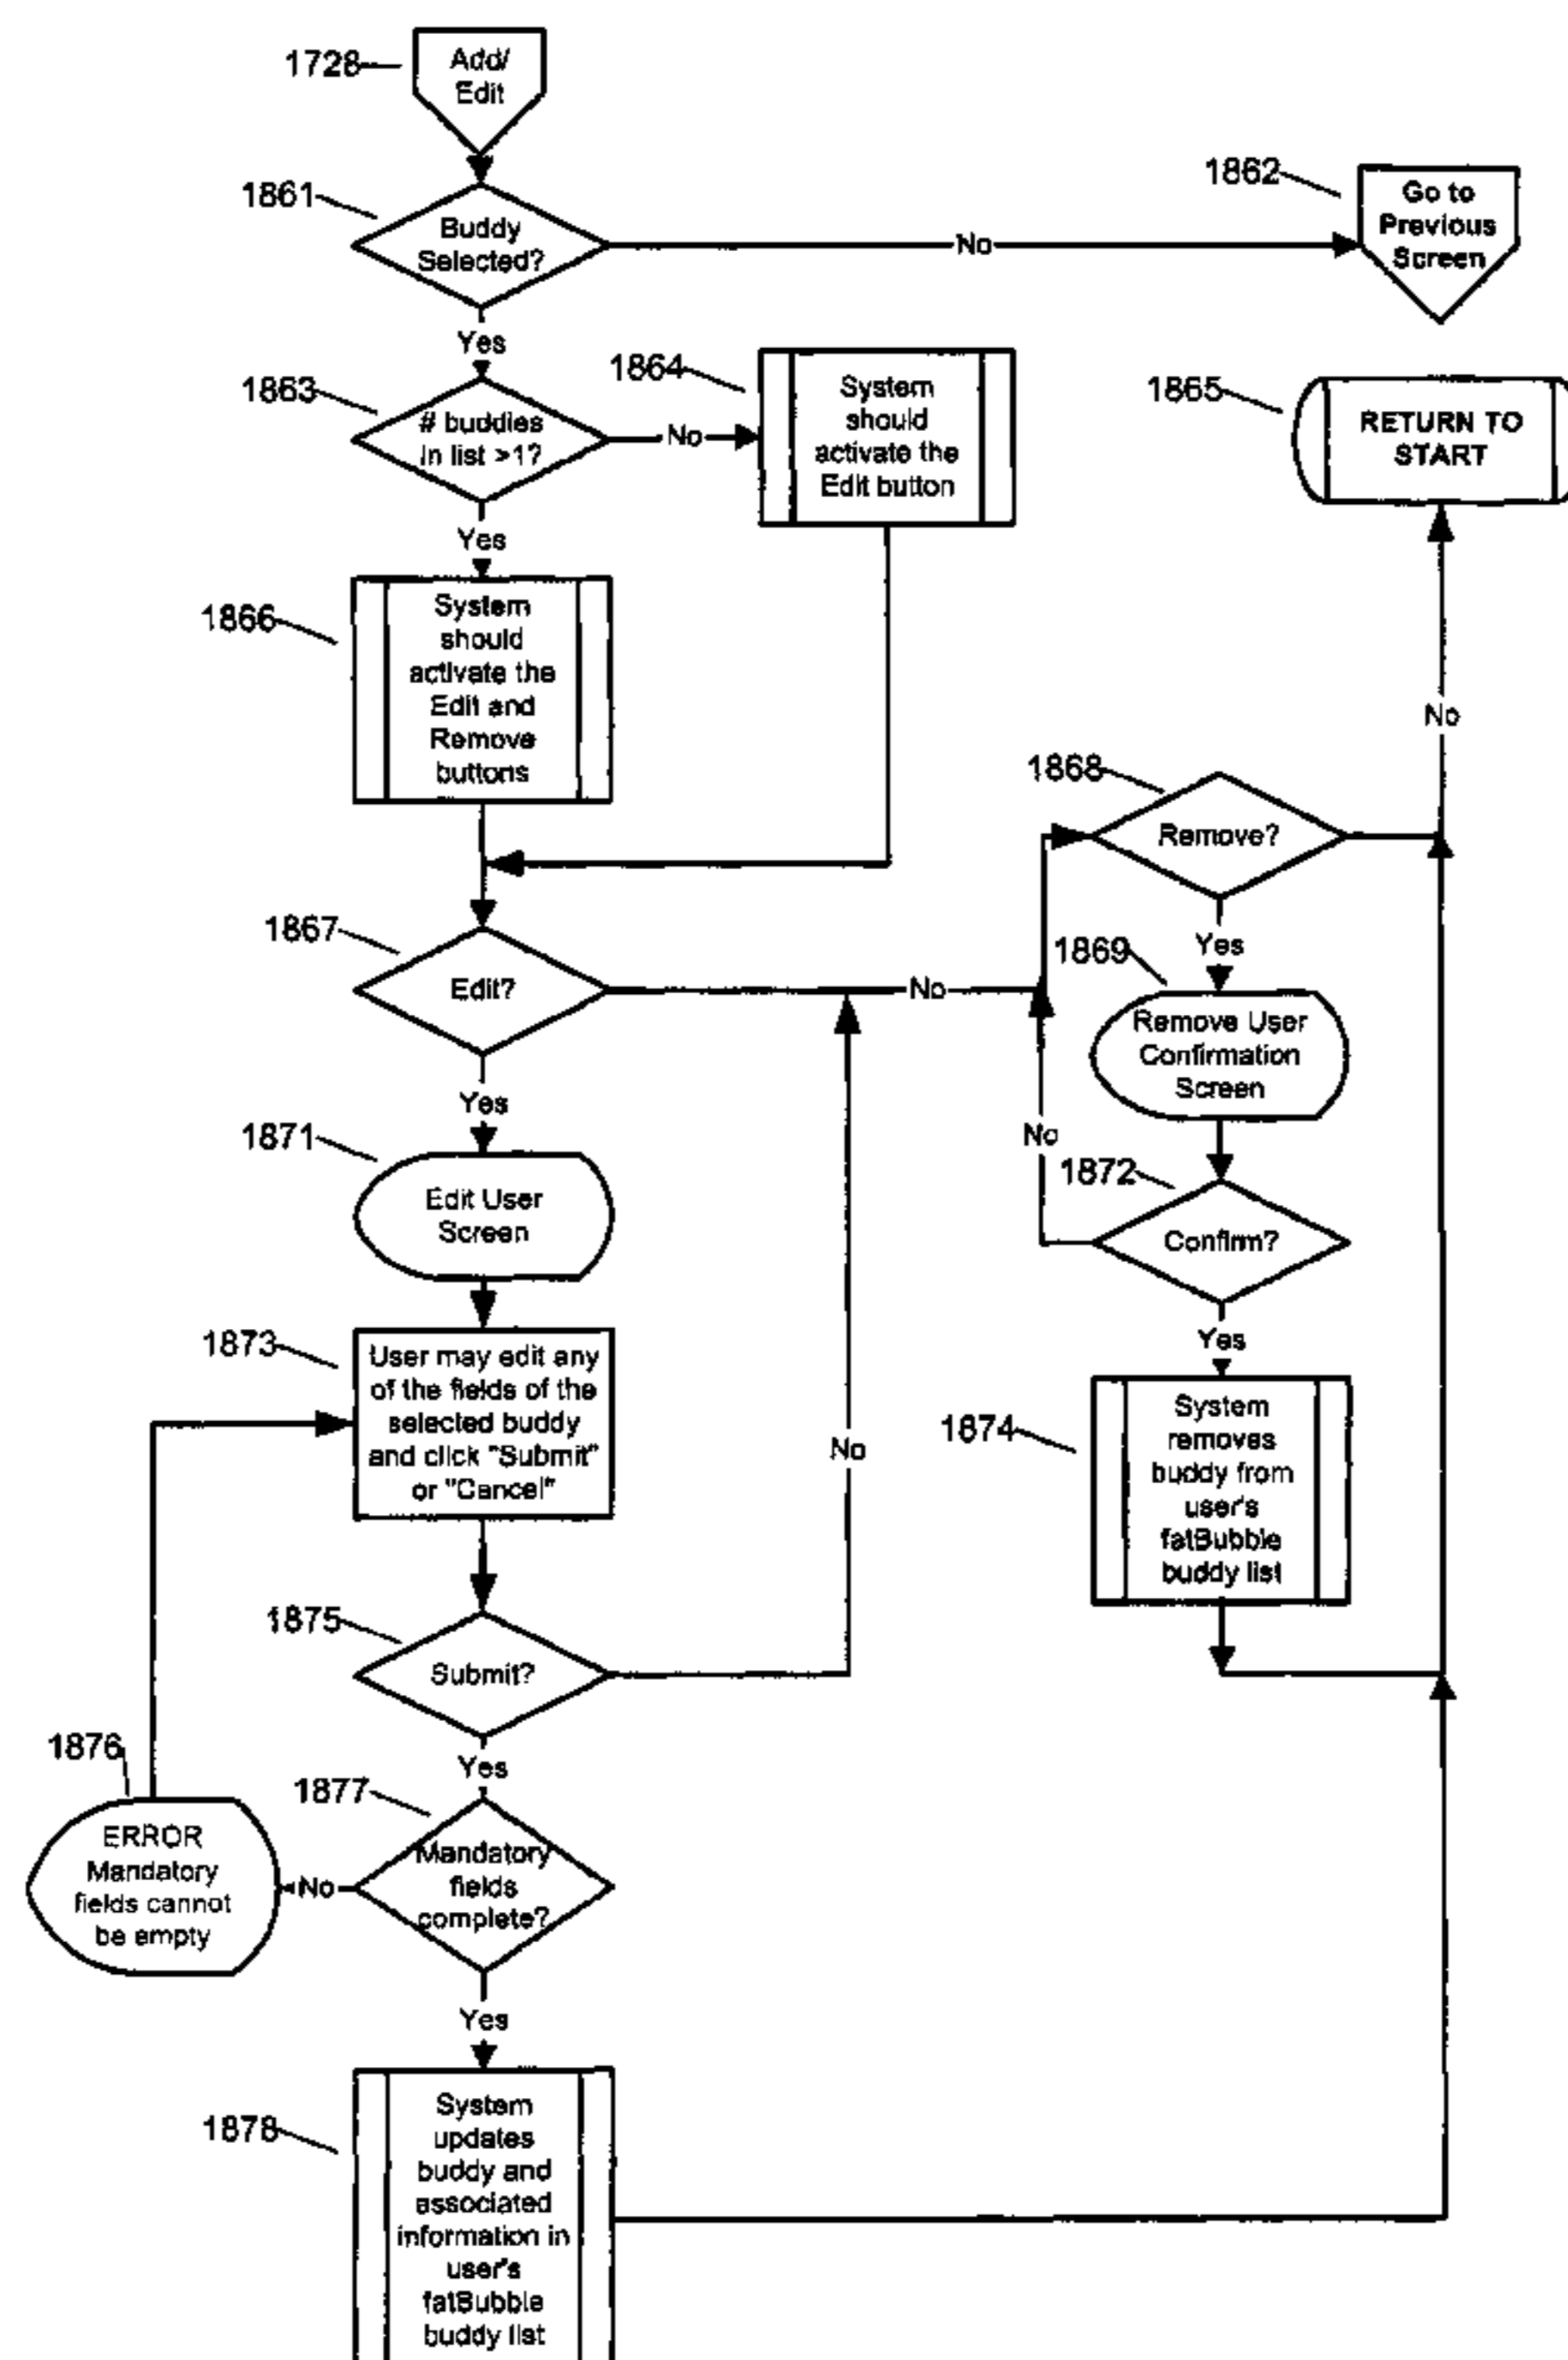 1728
Add/
Edit
1861
Buddy
Selected?
No
1862
Go to
Previous
Screen
Yes
1863
# buddies
in list >1?
No
1864
System
should
activate the
Edit button
1865
RETURN TO
START
Yes
1866
System
should
activate the
Edit and
Remove
buttons
No
1868
Remove?
1867
Edit?
No
Yes
1869
Remove User
Confirmation
Screen
Yes
1871
Edit User
Screen
No
1872
Confirm?
Yes
1873
User may edit any
of the fields of the
selected buddy
and click "Submit"
or "Cancel"
No
1874
System
removes
buddy from
user's
fatBubble
buddy list
1875
Submit?
Yes
1876
ERROR
Mandatory
fields cannot
be empty
No
1877
Mandatory
fields
complete?
Yes
1878
System
updates
buddy and
associated
information in
user's
fatBubble
buddy list